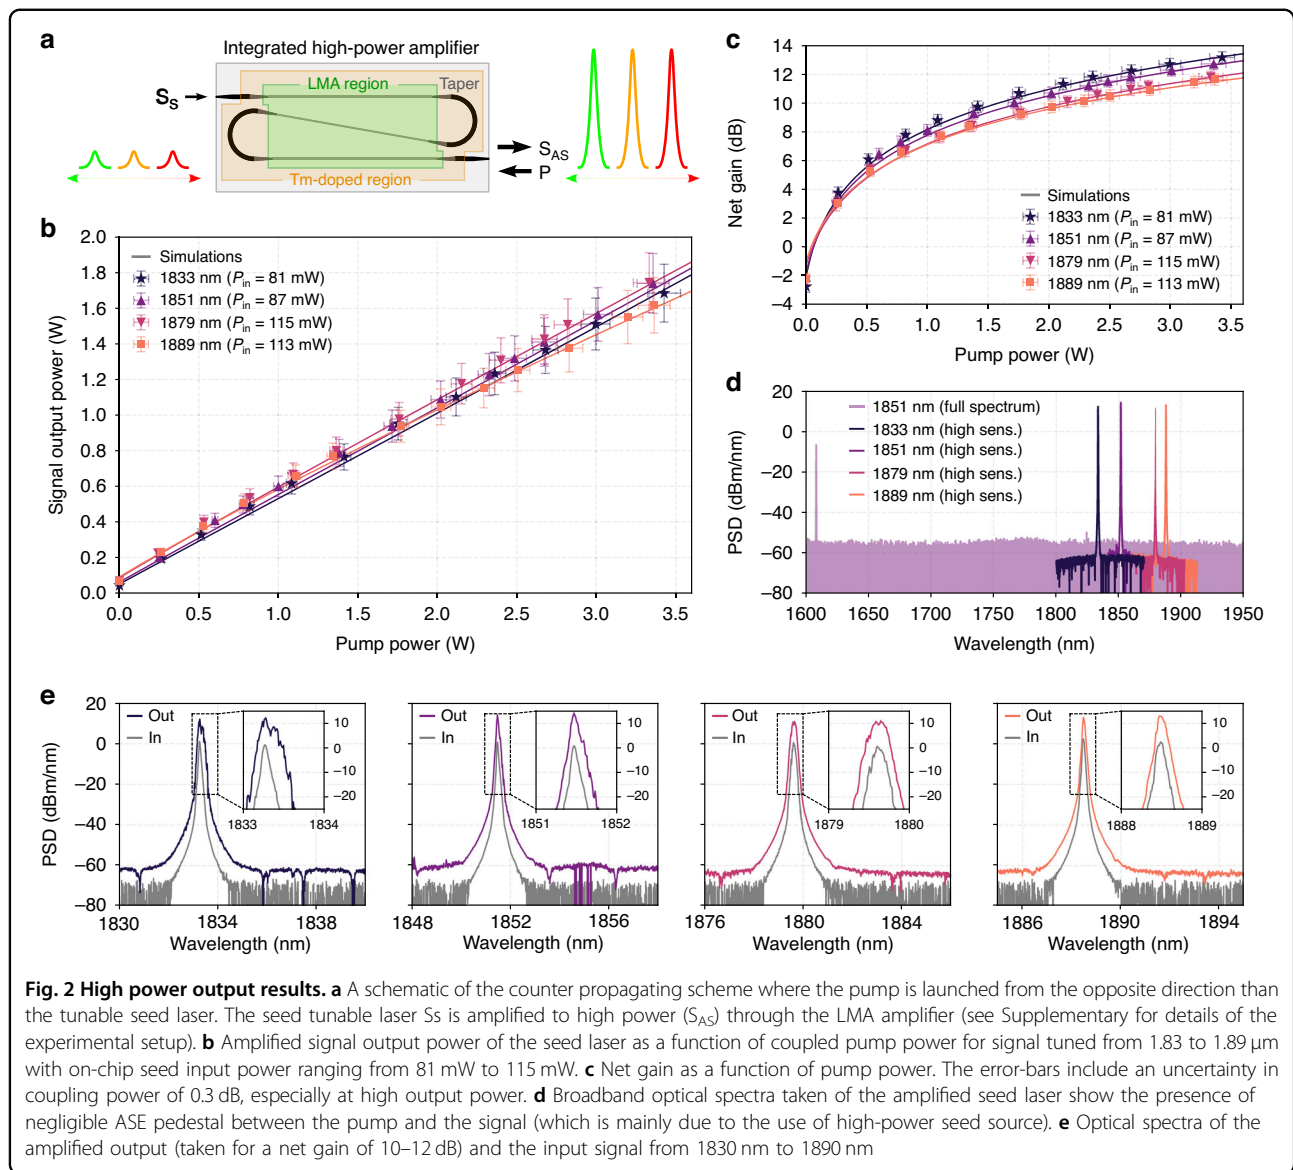 a
Integrated high-power amplifier
LMA region
Taper
S_S
S_AS
P
Tm-doped region
b
Signal output power (W)
2.0
1.8
1.6
1.4
1.2
1.0
0.8
0.6
0.4
0.2
0.0
Simulations
1833 nm (P_in = 81 mW)
1851 nm (P_in = 87 mW)
1879 nm (P_in = 115 mW)
1889 nm (P_in = 113 mW)
0.0 0.5 1.0 1.5 2.0 2.5 3.0 3.5
Pump power (W)
c
Net gain (dB)
14
12
10
8
6
4
2
0
−2
−4
Simulations
1833 nm (P_in = 81 mW)
1851 nm (P_in = 87 mW)
1879 nm (P_in = 115 mW)
1889 nm (P_in = 113 mW)
0.0 0.5 1.0 1.5 2.0 2.5 3.0 3.5
Pump power (W)
d
PSD (dBm/nm)
20
0
−20
−40
−60
−80
1851 nm (full spectrum)
1833 nm (high sens.)
1851 nm (high sens.)
1879 nm (high sens.)
1889 nm (high sens.)
1600 1650 1700 1750 1800 1850 1900 1950
Wavelength (nm)
e
PSD (dBm/nm)
20
0
−20
−40
−60
−80
Out
In
10
0
−10
−20
1833 1834
1830 1834 1838
Wavelength (nm)
Out
In
10
0
−10
−20
1851 1852
1848 1852 1856
Wavelength (nm)
Out
In
10
0
−10
−20
1879 1880
1876 1880 1884
Wavelength (nm)
Out
In
10
0
−10
−20
1888 1889
1886 1890 1894
Wavelength (nm)
Fig. 2 High power output results. a A schematic of the counter propagating scheme where the pump is launched from the opposite direction than
the tunable seed laser. The seed tunable laser Ss is amplified to high power (S_AS) through the LMA amplifier (see Supplementary for details of the
experimental setup). b Amplified signal output power of the seed laser as a function of coupled pump power for signal tuned from 1.83 to 1.89 μm
with on-chip seed input power ranging from 81 mW to 115 mW. c Net gain as a function of pump power. The error-bars include an uncertainty in
coupling power of 0.3 dB, especially at high output power. d Broadband optical spectra taken of the amplified seed laser show the presence of
negligible ASE pedestal between the pump and the signal (which is mainly due to the use of high-power seed source). e Optical spectra of the
amplified output (taken for a net gain of 10–12 dB) and the input signal from 1830 nm to 1890 nm